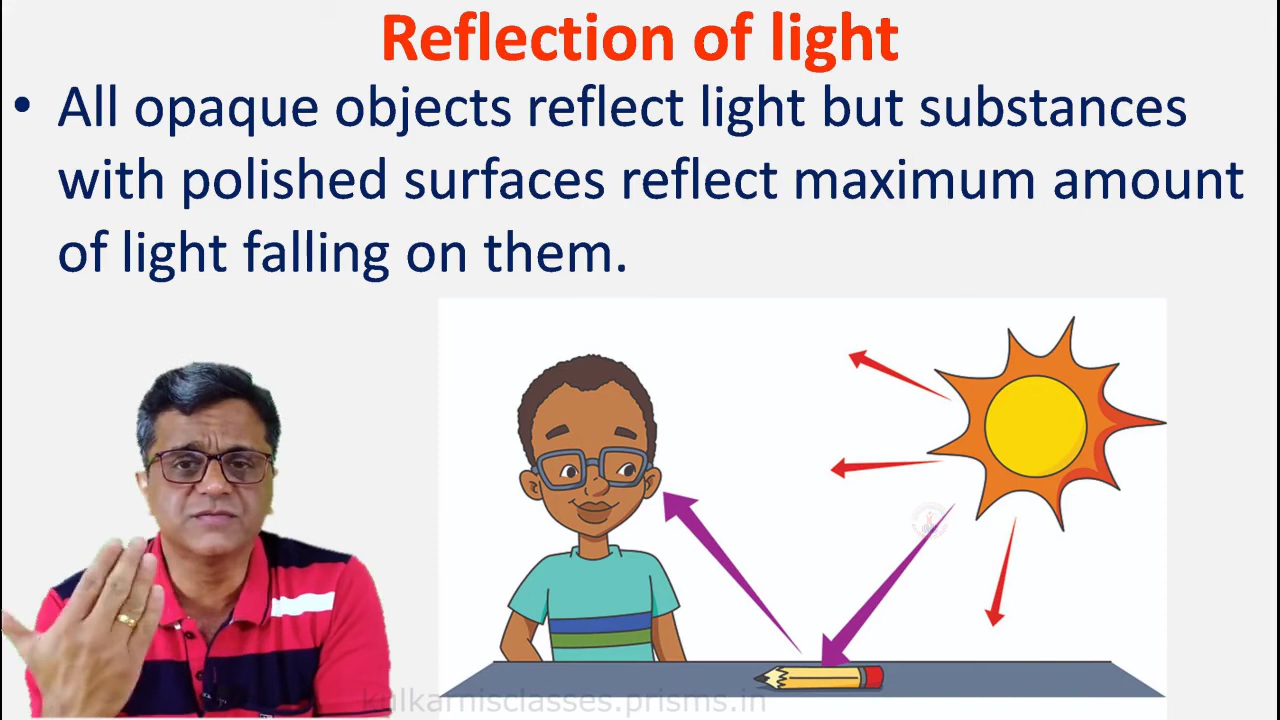 Reflection of light
• All opaque objects reflect light but substances
with polished surfaces reflect maximum amount
of light falling on them.
kulkarnisclasses.prisms.in